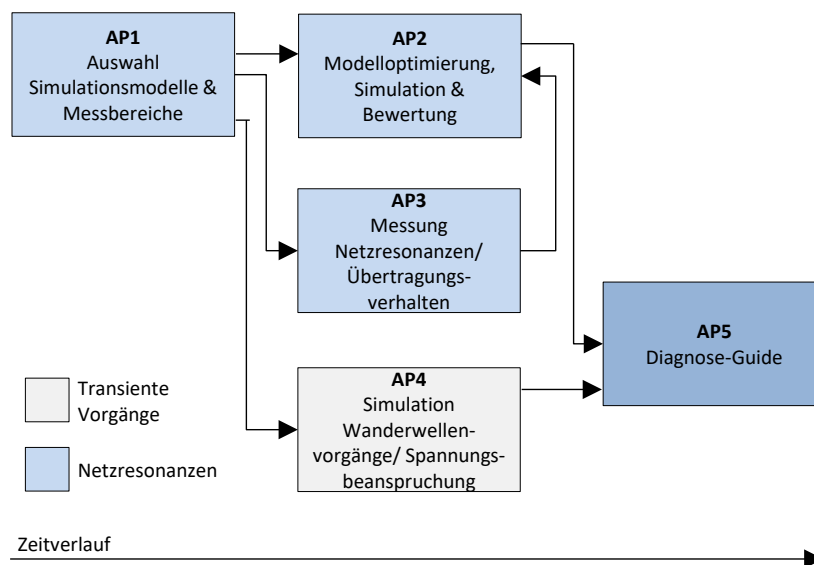 AP1
Auswahl
Simulationsmodelle &
Messbereiche
AP2
Modelloptimierung,
Simulation &
Bewertung
AP3
Messung
Netzresonanzen/
Übertragungs-
verhalten
AP4
Simulation
Wanderwellen-
vorgänge/ Spannungs-
beanspruchung
AP5
Diagnose-Guide
Transiente
Vorgänge
Netzresonanzen
Zeitverlauf